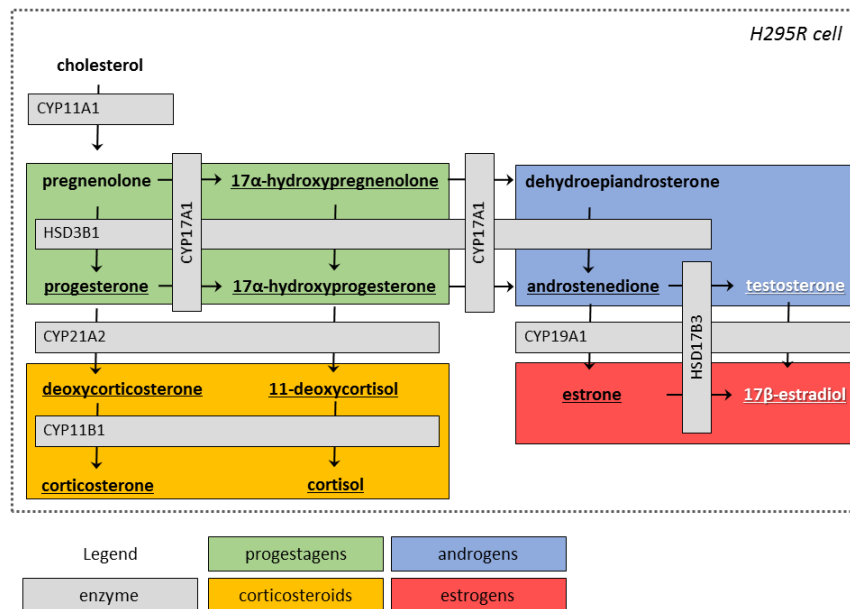 H295R cell
cholesterol
CYP11A1
pregnenolone
17α-hydroxypregnenolone
dehydroepiandrosterone
CYP17A1
CYP17A1
HSD3B1
progesterone
17α-hydroxyprogesterone
androstenedione
testosterone
HSD17B3
CYP21A2
CYP19A1
deoxycorticosterone
11-deoxycortisol
estrone
17β-estradiol
CYP11B1
corticosterone
cortisol
Legend
progestagens
androgens
enzyme
corticosteroids
estrogens